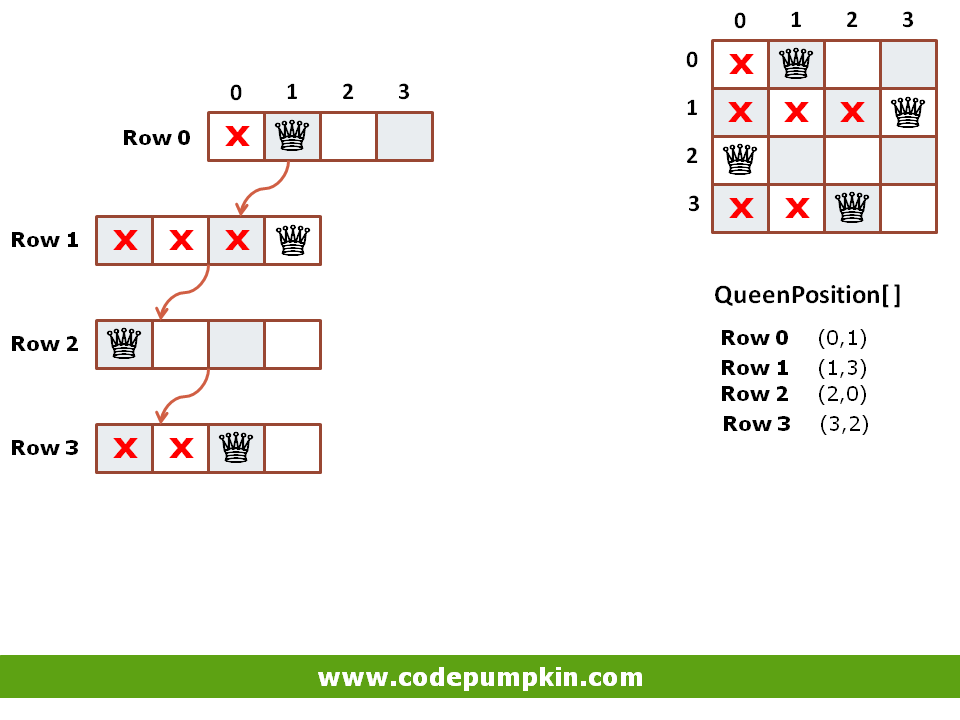 0 1 2 3
Row 0 X
Row 1 X X X
Row 2
Row 3 X X
0 1 2 3
0 X
1 X X X
2
3 X X
QueenPosition[ ]
Row 0 (0,1)
Row 1 (1,3)
Row 2 (2,0)
Row 3 (3,2)
www.codepumpkin.com